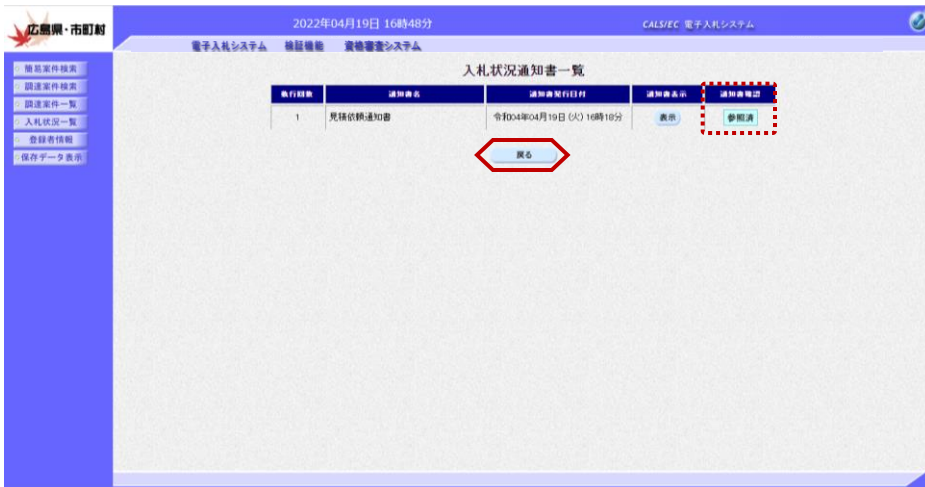 広島県・市町村
2022年04月19日 16時48分
CALS/EC 電子入札システム
電子入札システム 検証機能 資格審査システム
簡易案件検索
調達案件検索
調達案件一覧
入札状況一覧
登録者情報
保存データ表示
入札状況通知書一覧
執行回数 通知書名 通知書発行日付 通知書表示 通知書確認
1 見積依頼通知書 令和04年04月19日 (火) 16時18分 表示 参照済
戻る